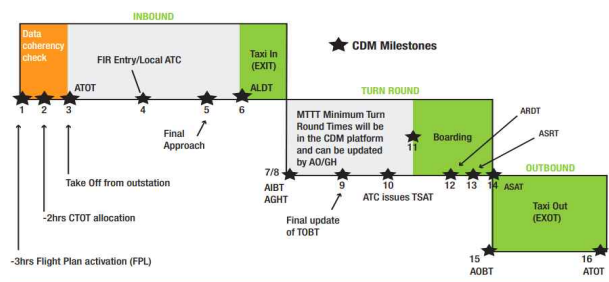 INBOUND
Data
coherency
check
Taxi In
(EXIT)
CDM Milestones
FIR Entry/Local ATC
ATOT
ALDT
TURN ROUND
1
2
3
4
5
6
MTTT Minimum Turn
Round Times will be
in the CDM platform
and can be updated
by AO/GH
11
Boarding
ARDT
ASRT
Final
Approach
OUTBOUND
7/8
9
10
12
13
14
AIBT
AGHT
ATC issues TSAT
ASAT
Take Off from outstation
Final update
of TOBT
Taxi Out
(EXOT)
-2hrs CTOT allocation
-3hrs Flight Plan activation (FPL)
15
AOBT
16
ATOT